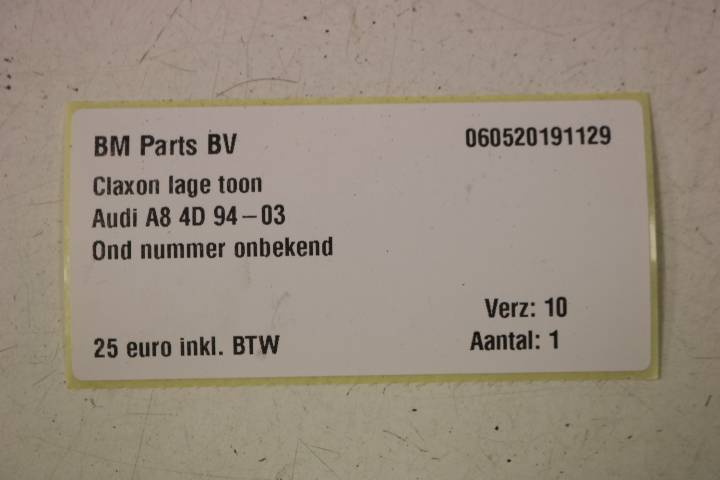 BM Parts BV 060520191129
Claxon lage toon
Audi A8 4D 94-03
Ond nummer onbekend
Verz: 10
25 euro inkl. BTW Aantal: 1